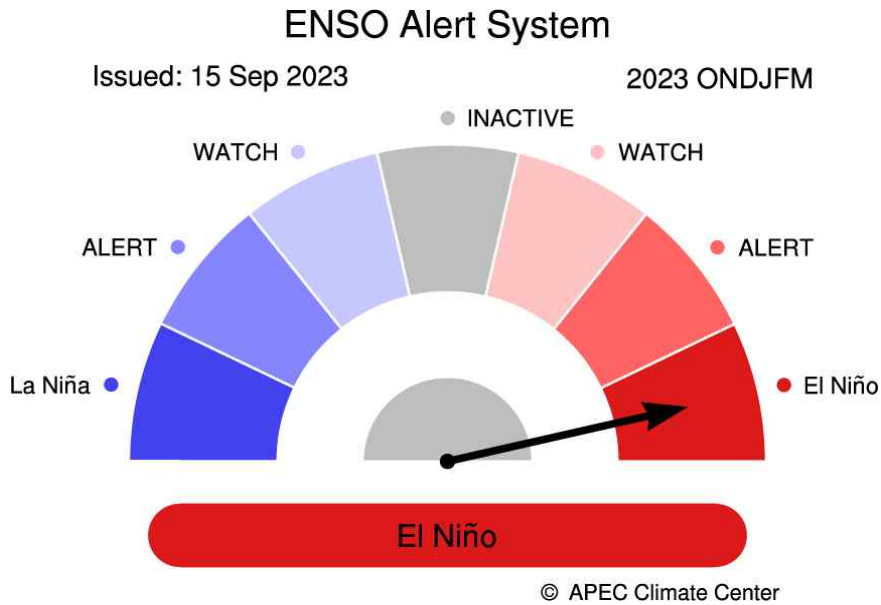 ENSO Alert System
Issued: 15 Sep 2023
2023 ONDJFM
INACTIVE
WATCH
WATCH
ALERT
ALERT
La Niña
El Niño
El Niño
© APEC Climate Center